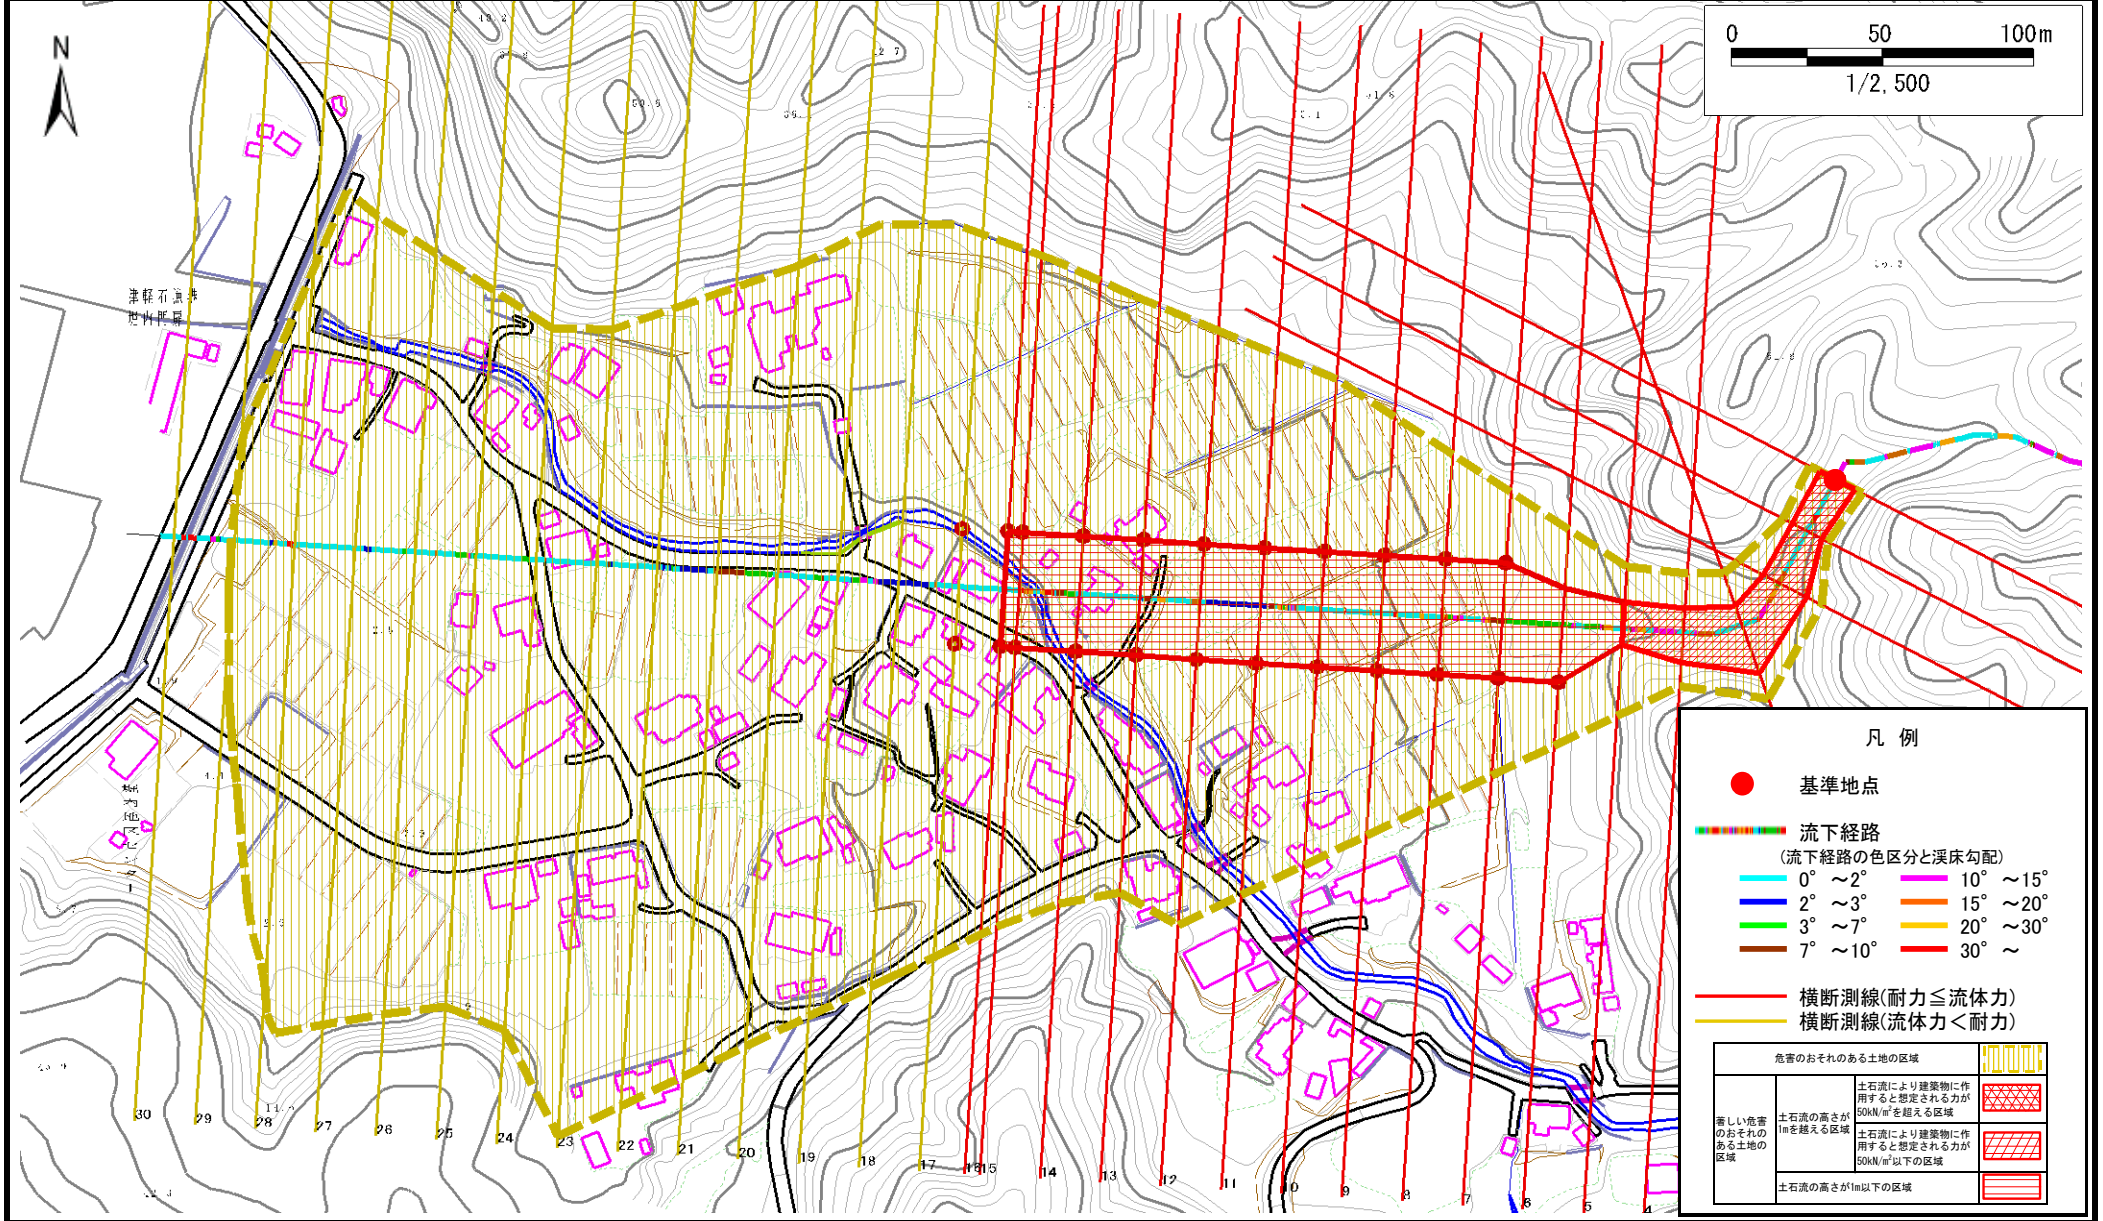 N
0 50 100m
1/2,500
凡 例
基準地点
流下経路
(流下経路の色区分と渓床勾配)
0° ～2° 10° ～15°
2° ～3° 15° ～20°
3° ～7° 20° ～30°
7° ～10° 30° ～
横断測線(耐力≦流体力)
横断測線(流体力＜耐力)
危害のおそれのある土地の区域
著しい危害のおそれのある土地の区域
土石流の高さが1mを越える区域
土石流により建築物に作用すると想定される力が50kN/㎡を超える区域
土石流により建築物に作用すると想定される力が50kN/㎡以下の区域
土石流の高さが1m以下の区域
30 29 28 27 26 25 24 23 22 21 20 19 18 17 16 15 14 13 12 11 10 9 8 7 6 5 4